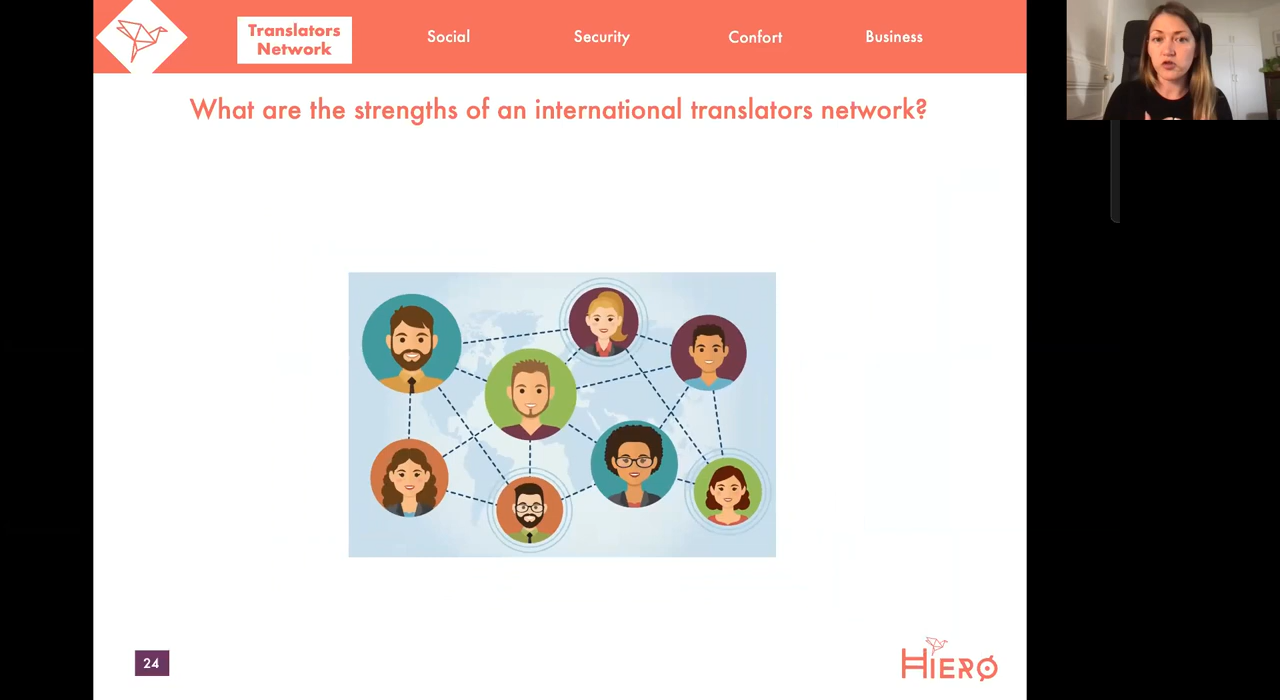 Translators
Network
Social
Security
Confort
Business
What are the strengths of an international translators network?
24
HIERO